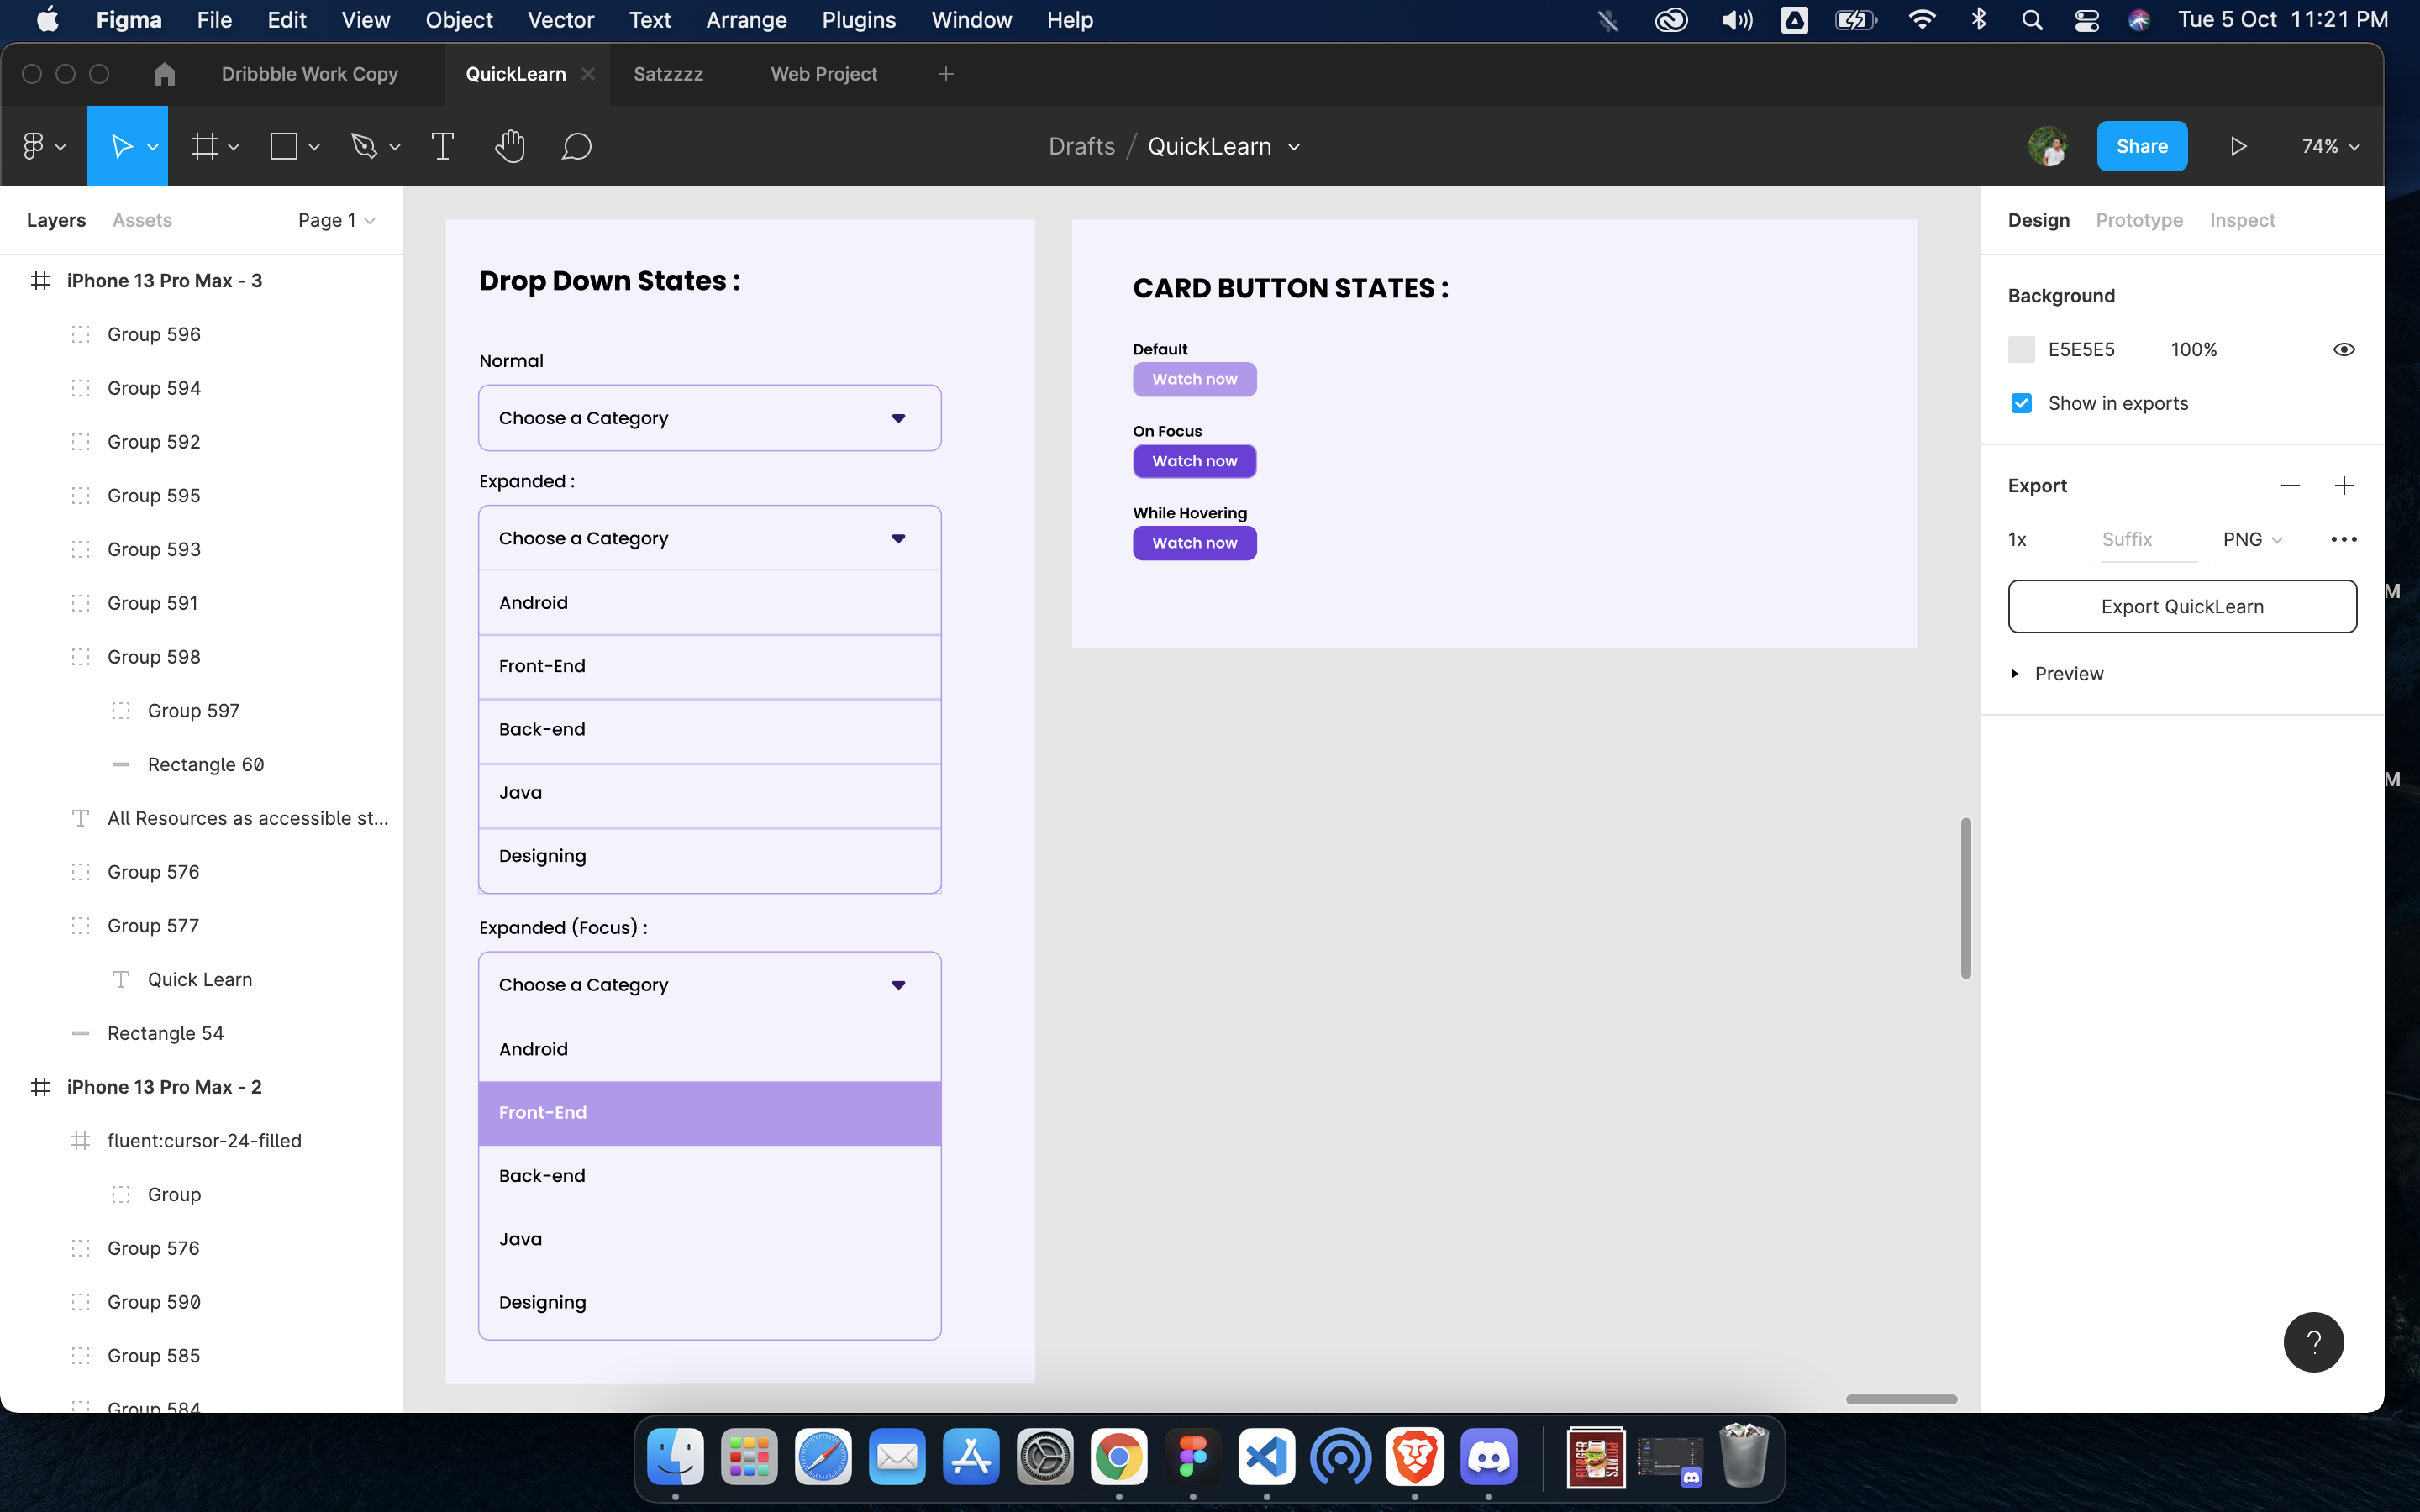 Figma File Edit View Object Vector Text Arrange Plugins Window Help Tue 5 Oct 11:21 PM
Dribbble Work Copy QuickLearn Satzzzz Web Project
Drafts / QuickLearn Share 74%
Layers Assets Page 1
iPhone 13 Pro Max - 3
Group 596
Group 594
Group 592
Group 595
Group 593
Group 591
Group 598
Group 597
Rectangle 60
All Resources as accessible st...
Group 576
Group 577
Quick Learn
Rectangle 54
iPhone 13 Pro Max - 2
fluent:cursor-24-filled
Group
Group 576
Group 590
Group 585
Group 584
Drop Down States :
Normal
Choose a Category
Expanded :
Choose a Category
Android
Front-End
Back-end
Java
Designing
Expanded (Focus) :
Choose a Category
Android
Front-End
Back-end
Java
Designing
CARD BUTTON STATES :
Default
Watch now
On Focus
Watch now
While Hovering
Watch now
Design Prototype Inspect
Background
E5E5E5 100%
Show in exports
Export
1x Suffix PNG
Export QuickLearn
Preview
?
M
M
BURGER POINTS